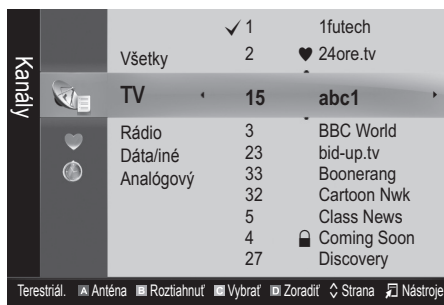 Kanály
✓ 1 1futech
Všetky 2 ♥ 24ore.tv
TV 15 abc1
Rádio 3 BBC World
Dáta/iné 23 bid-up.tv
Analógový 33 Boonerang
32 Cartoon Nwk
5 Class News
4 Coming Soon
27 Discovery
Terestriál. A Anténa B Roztiahnuť C Vybrať D Zoradiť Strana Nástroje